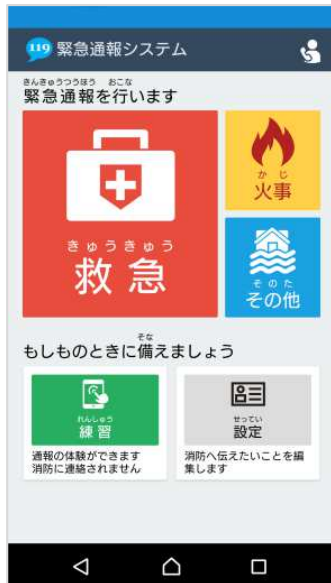 119 緊急通報システム
きんきゅうつうほう おこな
緊急通報を行います
きゅうきゅう
救急
かじ
火事
そのた
その他
そな
もしものときに備えましょう
れんしゅう
練習
通報の体験ができます
消防に連絡されません
せってい
設定
消防へ伝えたいことを編
集します